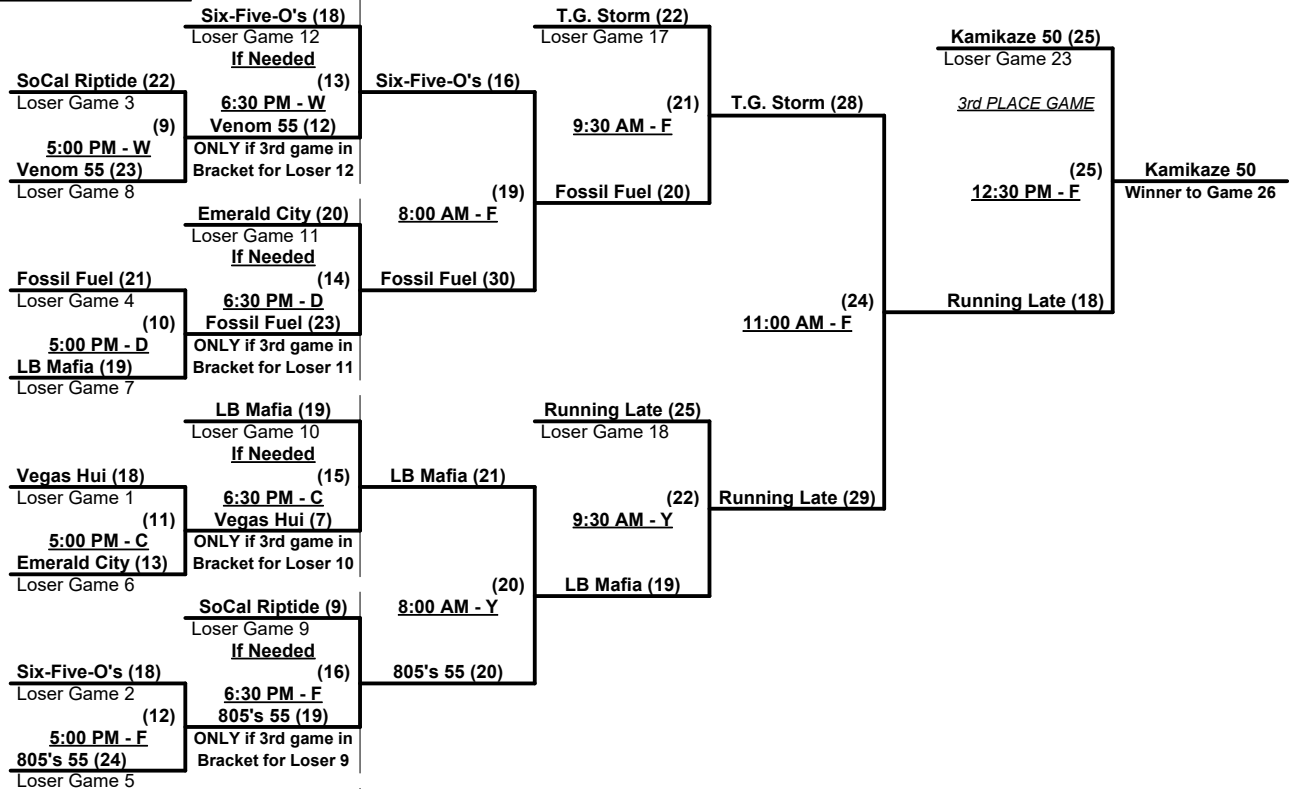 Six-Five-O's (18)
Loser Game 12
If Needed
SoCal Riptide (22)
Loser Game 3
(13)
6:30 PM - W
(9)
5:00 PM - W
Venom 55 (12)
ONLY if 3rd game in
Bracket for Loser 12
Venom 55 (23)
Loser Game 8
Six-Five-O's (16)
Emerald City (20)
Loser Game 11
If Needed
Fossil Fuel (21)
Loser Game 4
(14)
6:30 PM - D
(10)
5:00 PM - D
Fossil Fuel (23)
ONLY if 3rd game in
Bracket for Loser 11
LB Mafia (19)
Loser Game 7
(19)
8:00 AM - F
Fossil Fuel (30)
LB Mafia (19)
Loser Game 10
If Needed
Vegas Hui (18)
Loser Game 1
(15)
6:30 PM - C
(11)
5:00 PM - C
Vegas Hui (7)
ONLY if 3rd game in
Bracket for Loser 10
Emerald City (13)
Loser Game 6
LB Mafia (21)
SoCal Riptide (9)
Loser Game 9
If Needed
Six-Five-O's (18)
Loser Game 2
(16)
6:30 PM - F
(12)
5:00 PM - F
805's 55 (19)
ONLY if 3rd game in
Bracket for Loser 9
805's 55 (24)
Loser Game 5
(20)
8:00 AM - Y
805's 55 (20)
T.G. Storm (22)
Loser Game 17
(21)
9:30 AM - F
Fossil Fuel (20)
Running Late (25)
Loser Game 18
(22)
9:30 AM - Y
LB Mafia (19)
T.G. Storm (28)
(24)
11:00 AM - F
Running Late (29)
Kamikaze 50 (25)
Loser Game 23
3rd PLACE GAME
(25)
12:30 PM - F
Running Late (18)
Kamikaze 50
Winner to Game 26